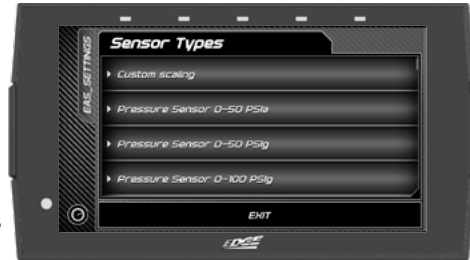 EAS_SETTINGS
Sensor Types
Custom scaling
Pressure Sensor 0-50 PSIa
Pressure Sensor 0-50 PSIg
Pressure Sensor 0-100 PSIg
EXIT
EDGE